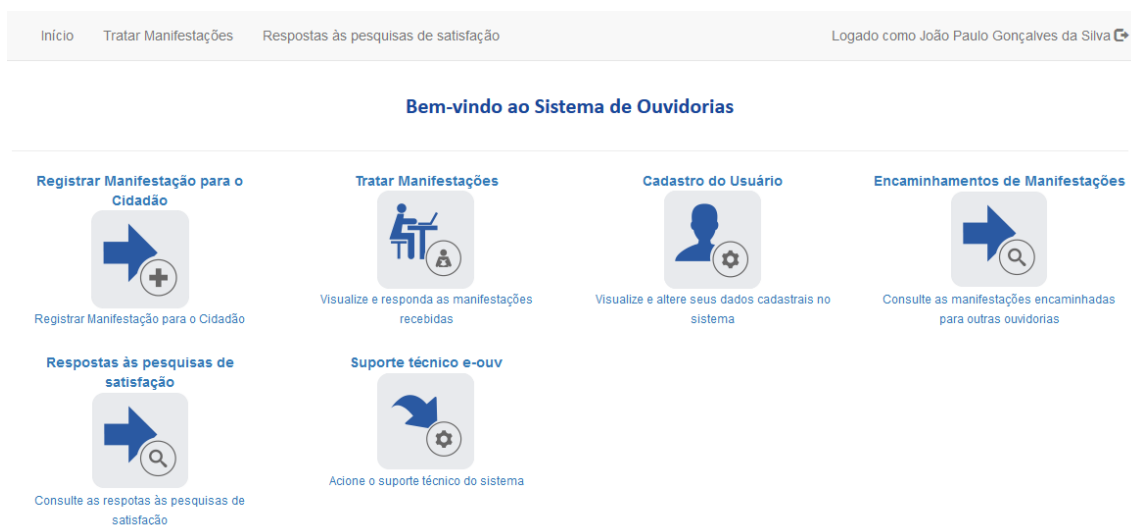 Início Tratar Manifestações Respostas às pesquisas de satisfação Logado como João Paulo Gonçalves da Silva
Bem-vindo ao Sistema de Ouvidorias
Registrar Manifestação para o
Cidadão
Registrar Manifestação para o Cidadão
Tratar Manifestações
Visualize e responda as manifestações
recebidas
Cadastro do Usuário
Visualize e altere seus dados cadastrais no
sistema
Encaminhamentos de Manifestações
Consulte as manifestações encaminhadas
para outras ouvidorias
Respostas às pesquisas de
satisfação
Consulte as respotas às pesquisas de
satisfação
Suporte técnico e-ouv
Acione o suporte técnico do sistema